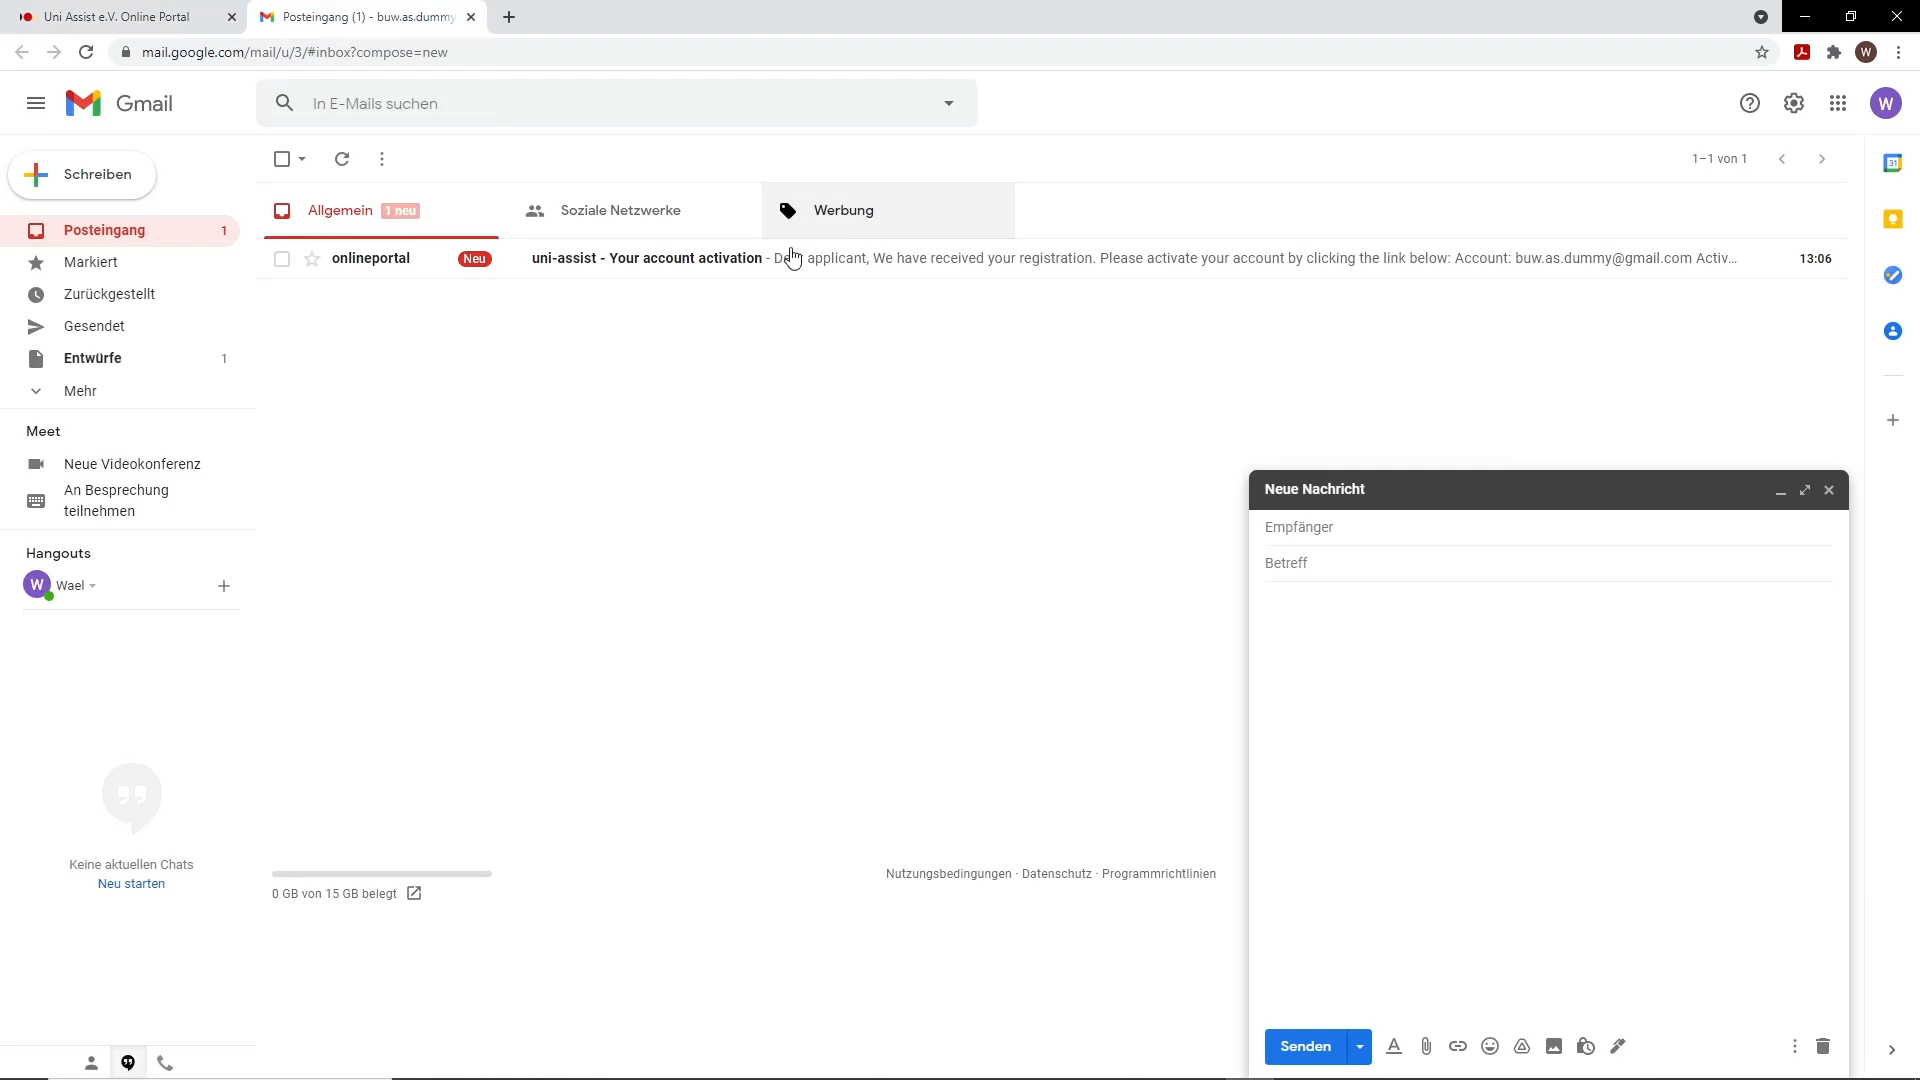 Uni Assist e.V. Online Portal
Posteingang (1) - buw.as.dummy
mail.google.com/mail/u/3/#inbox?compose=new
W
Gmail
In E-Mails suchen
W
Schreiben
1–1 von 1
31
Allgemein 1 neu
Soziale Netzwerke
Werbung
Posteingang 1
onlineportal Neu uni-assist - Your account activation - applicant, We have received your registration. Please activate your account by clicking the link below: Account: buw.as.dummy@gmail.com Activ... 13:06
Markiert
Zurückgestellt
Gesendet
Entwürfe 1
Mehr
Meet
Neue Videokonferenz
An Besprechung
teilnehmen
Hangouts
W Wael
Keine aktuellen Chats
Neu starten
0 GB von 15 GB belegt
Nutzungsbedingungen · Datenschutz · Programmrichtlinien
Neue Nachricht
Empfänger
Betreff
Senden